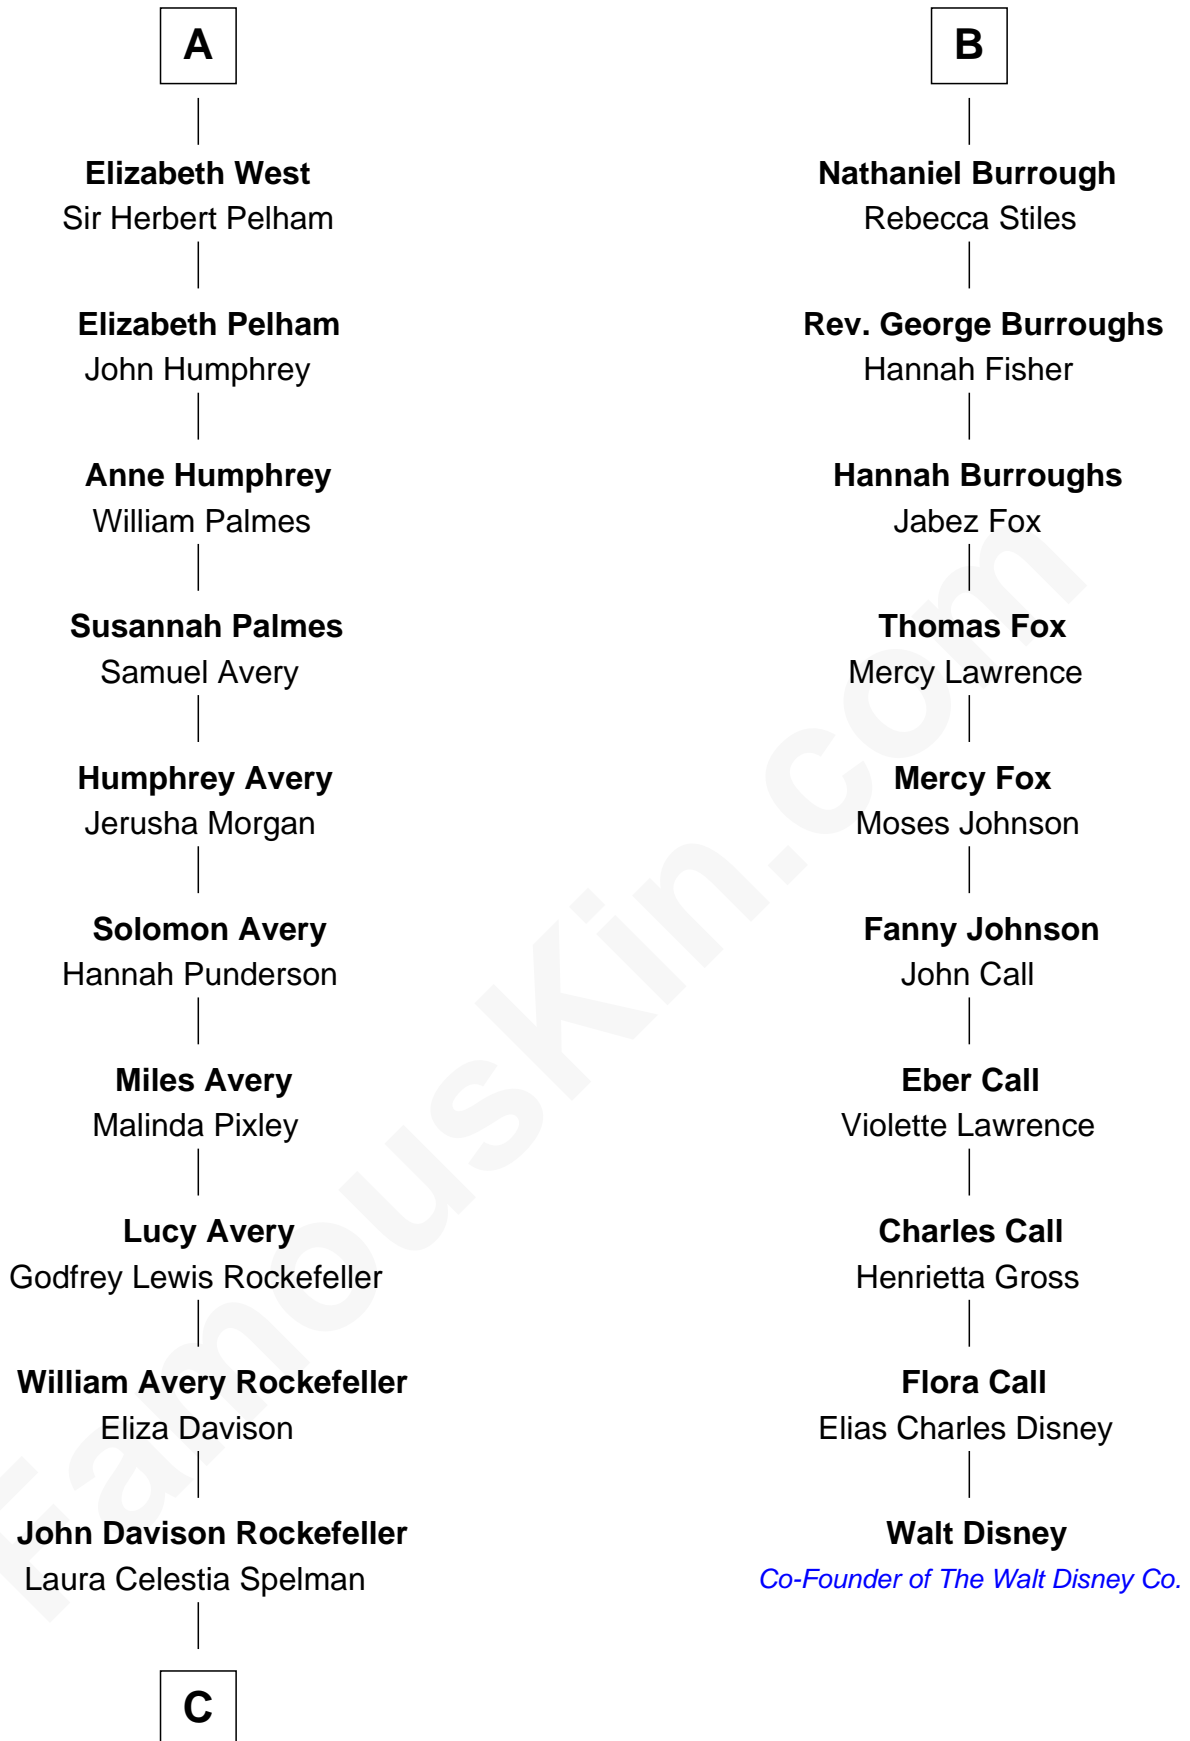 A
Elizabeth West
Sir Herbert Pelham
Elizabeth Pelham
John Humphrey
Anne Humphrey
William Palmes
Susannah Palmes
Samuel Avery
Humphrey Avery
Jerusha Morgan
Solomon Avery
Hannah Punderson
Miles Avery
Malinda Pixley
Lucy Avery
Godfrey Lewis Rockefeller
William Avery Rockefeller
Eliza Davison
John Davison Rockefeller
Laura Celestia Spelman
C
B
Nathaniel Burrough
Rebecca Stiles
Rev. George Burroughs
Hannah Fisher
Hannah Burroughs
Jabez Fox
Thomas Fox
Mercy Lawrence
Mercy Fox
Moses Johnson
Fanny Johnson
John Call
Eber Call
Violette Lawrence
Charles Call
Henrietta Gross
Flora Call
Elias Charles Disney
Walt Disney
Co-Founder of The Walt Disney Co.
FamousKin.com